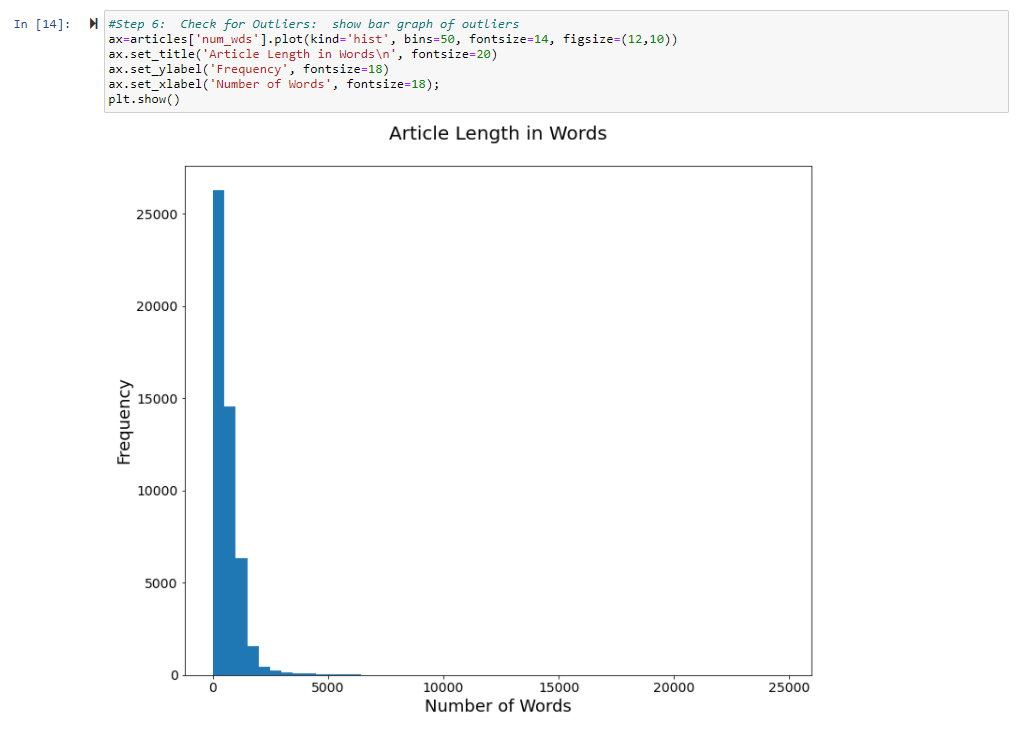 In [14]:
#Step 6:  Check for Outliers:  show bar graph of outliers
ax=articles['num_wds'].plot(kind='hist', bins=50, fontsize=14, figsize=(12,10))
ax.set_title('Article Length in Words\n', fontsize=20)
ax.set_ylabel('Frequency', fontsize=18)
ax.set_xlabel('Number of Words', fontsize=18);
plt.show()
Article Length in Words
Frequency
25000
20000
15000
10000
5000
0
0 5000 10000 15000 20000 25000
Number of Words